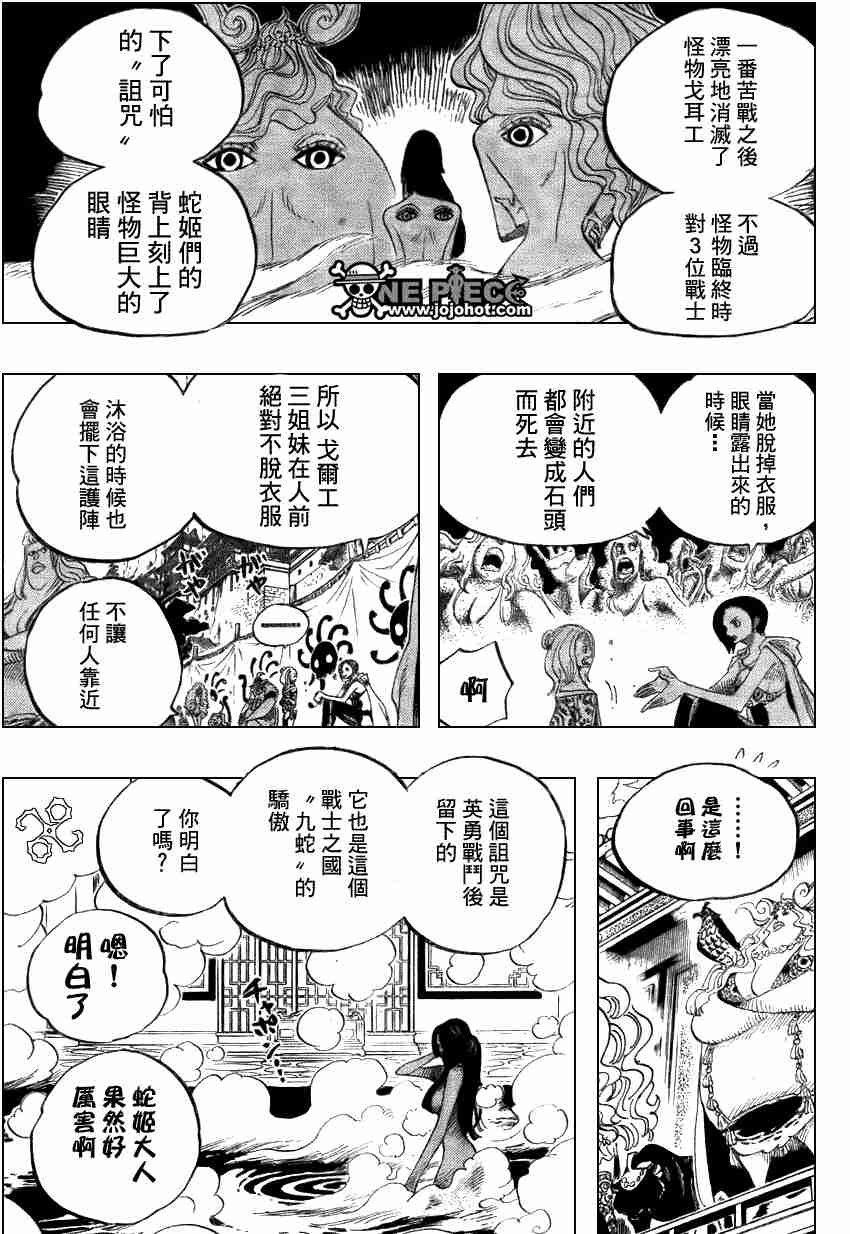 一番苦戰之後
漂亮地消滅了
怪物戈耳工
不過
怪物臨終時
對3位戰士
下了可怕
的〝詛咒〞
蛇姬們的
背上刻上了
怪物巨大的
眼睛
ONE PIECE
www.jojohot.com
當她脫掉衣服，
眼睛露出來的
時候…
附近的人們
都會變成石頭
而死去
啊
所以 戈爾工
三姐妹在人前
絕對不脫衣服
沐浴的時候也
會擺下這護陣
ガヤ
ガヤ
不讓
任何人靠近
……！
是這麼
回事啊
這個詛咒是
英勇戰鬥後
留下的
它也是這個
戰士之國
〝九蛇〞的
驕傲
你明白
了嗎？
嗯！
明白了
チャポン…
蛇姬大人
果然好
厲害啊